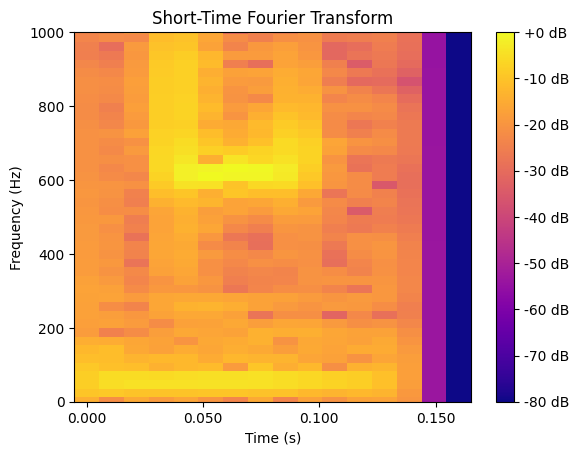 Short-Time Fourier Transform
1000
800
600
400
200
0
Frequency (Hz)
0.000
0.050
0.100
0.150
Time (s)
+0 dB
-10 dB
-20 dB
-30 dB
-40 dB
-50 dB
-60 dB
-70 dB
-80 dB